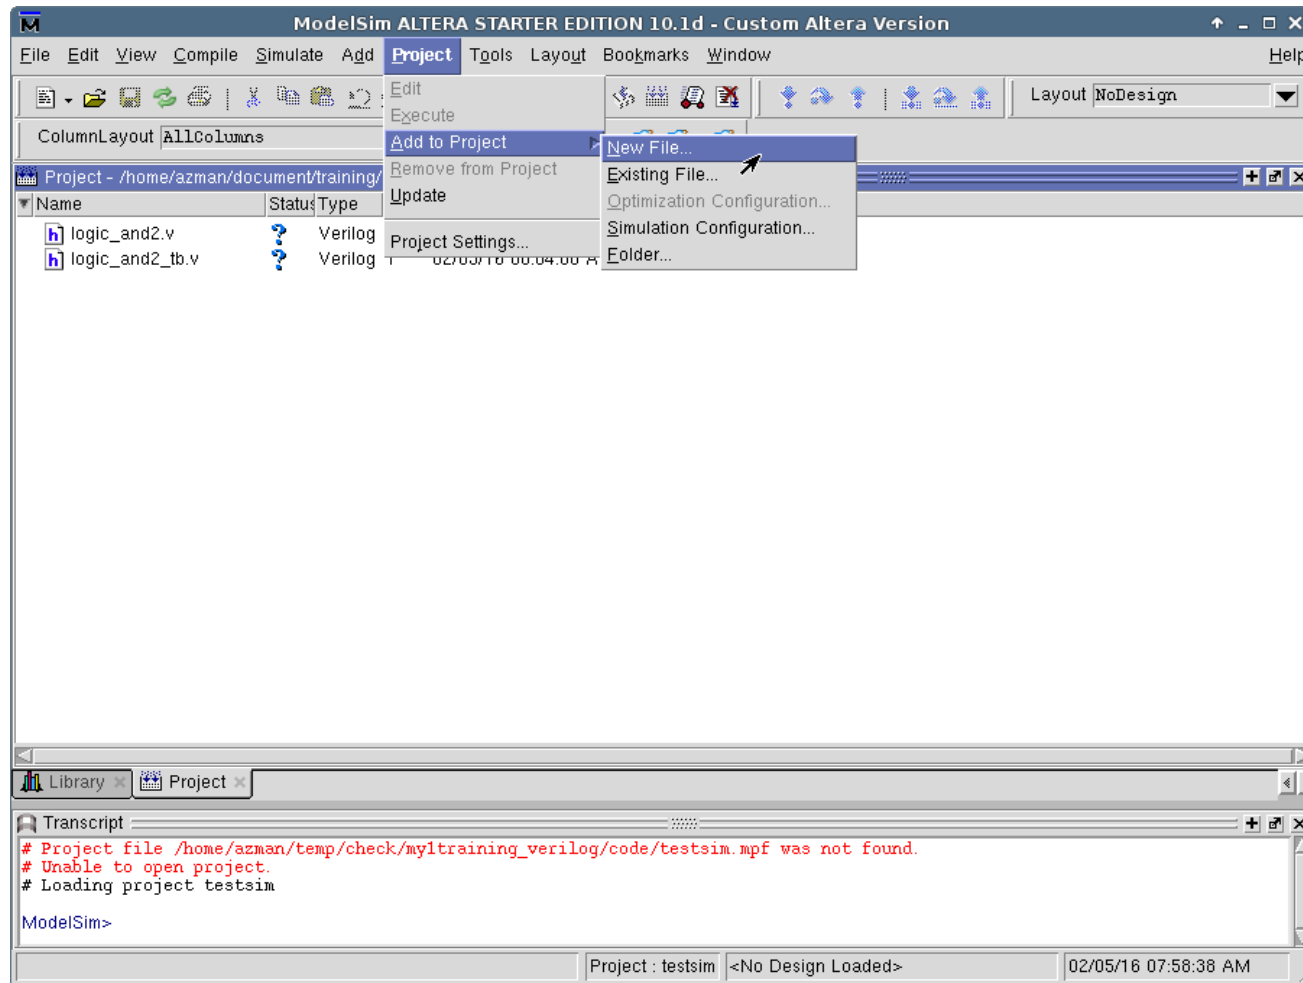 ModelSim ALTERA STARTER EDITION 10.1d - Custom Altera Version
File Edit View Compile Simulate Add Project Tools Layout Bookmarks Window Help
Edit
Layout NoDesign
Execute
ColumnLayout AllColumns
Add to Project
New File...
Project - /home/azman/document/training/
Remove from Project
Existing File...
Name Status Type
Update
Optimization Configuration...
logic_and2.v Verilog
Simulation Configuration...
Project Settings...
logic_and2_tb.v Verilog 1
Folder...
Library Project
Transcript
# Project file /home/azman/temp/check/my1training_verilog/code/testsim.mpf was not found.
# Unable to open project.
# Loading project testsim
ModelSim>
Project : testsim <No Design Loaded> 02/05/16 07:58:38 AM